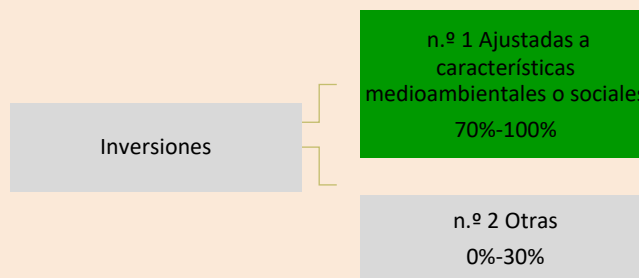 Inversiones
n.º 1 Ajustadas a
características
medioambientales o sociales
70%-100%
n.º 2 Otras
0%-30%